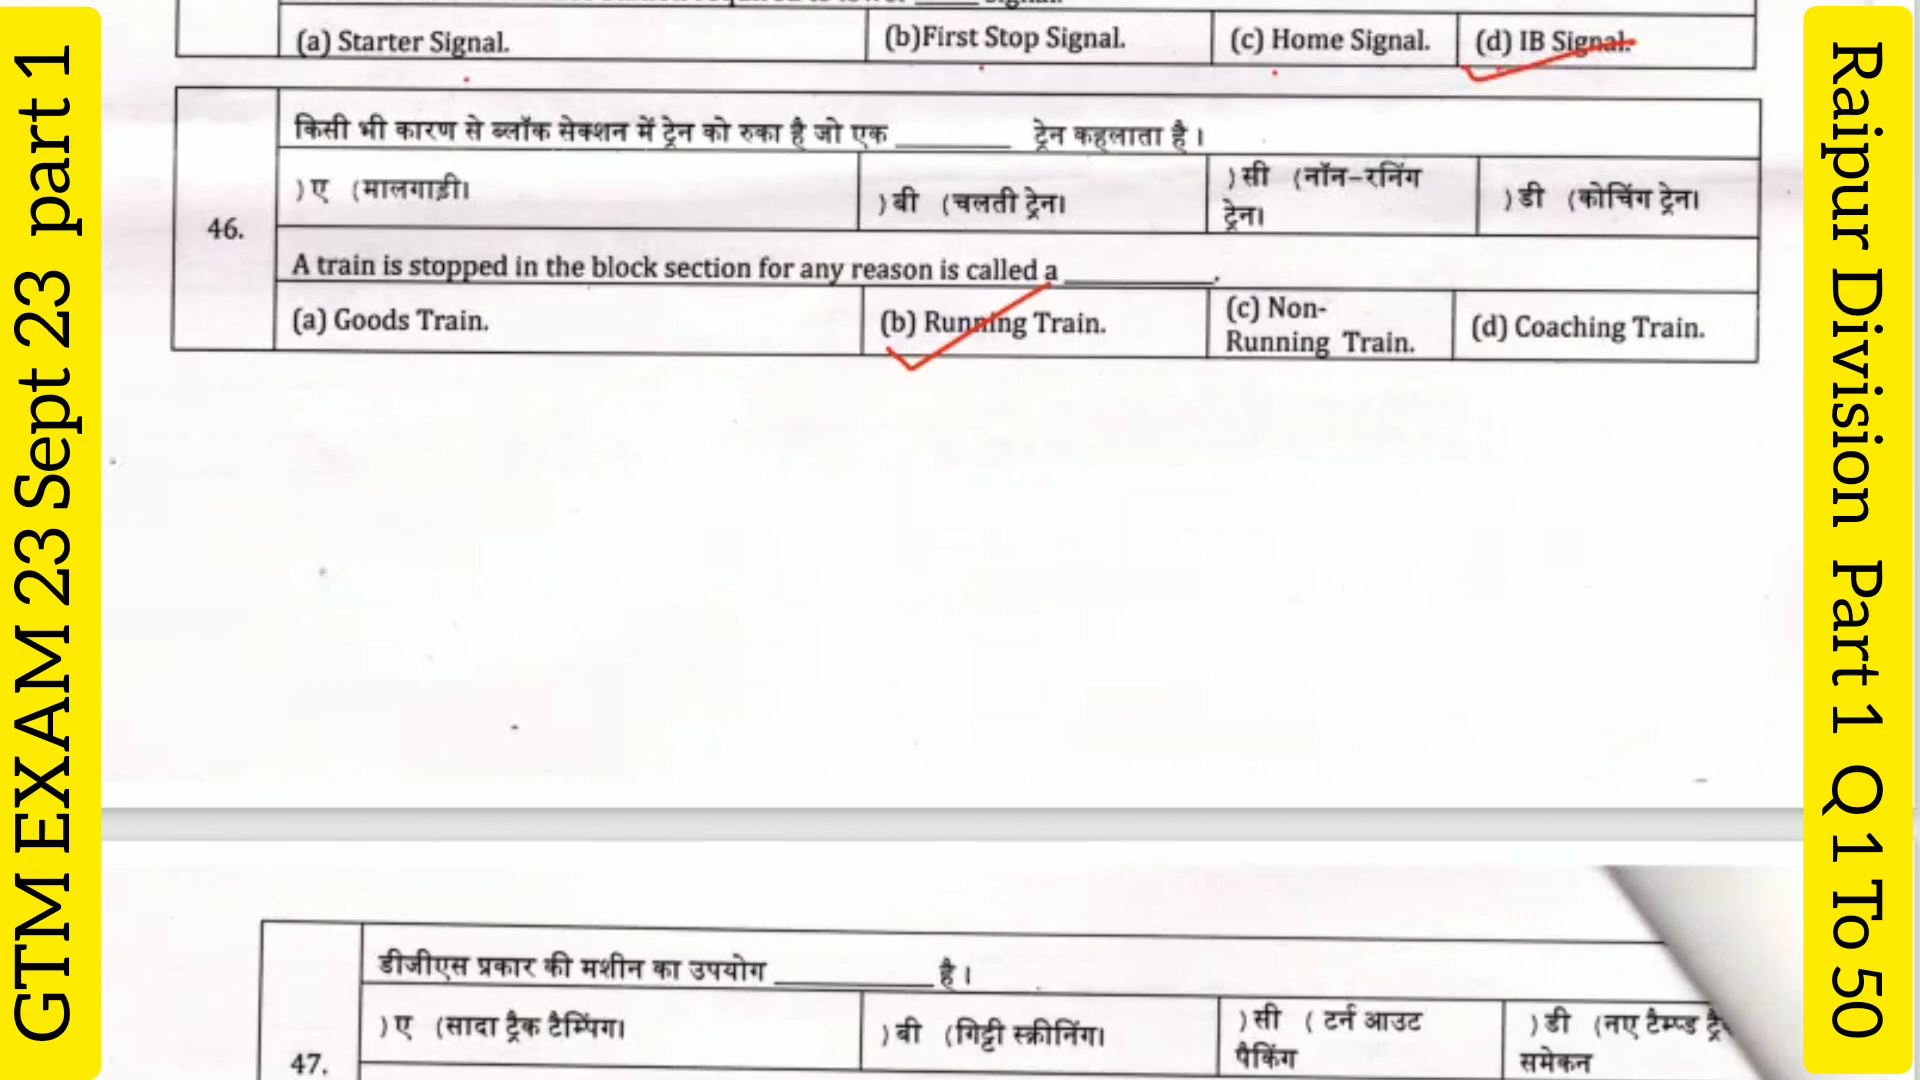 GTM EXAM 23 Sept 23 part 1
(a) Starter Signal.
(b)First Stop Signal.
(c) Home Signal.
(d) IB Signal.
46.
किसी भी कारण से ब्लॉक सेक्शन में ट्रेन को रुका है जो एक ________ ट्रेन कहलाता है।
)ए (मालगाड़ी।
)बी (चलती ट्रेन।
)सी (नॉन-रनिंग
ट्रेन।
)डी (कोचिंग ट्रेन।
A train is stopped in the block section for any reason is called a __________.
(a) Goods Train.
(b) Running Train.
(c) Non-
Running Train.
(d) Coaching Train.
47.
डीजीएस प्रकार की मशीन का उपयोग __________ है।
)ए (सादा ट्रैक टैम्पिंग।
)बी (गिट्टी स्क्रीनिंग।
)सी ( टर्न आउट
पैकिंग
)डी (नए टैम्प्ड
समेकन
Raipur Division Part 1 Q 1 To 50